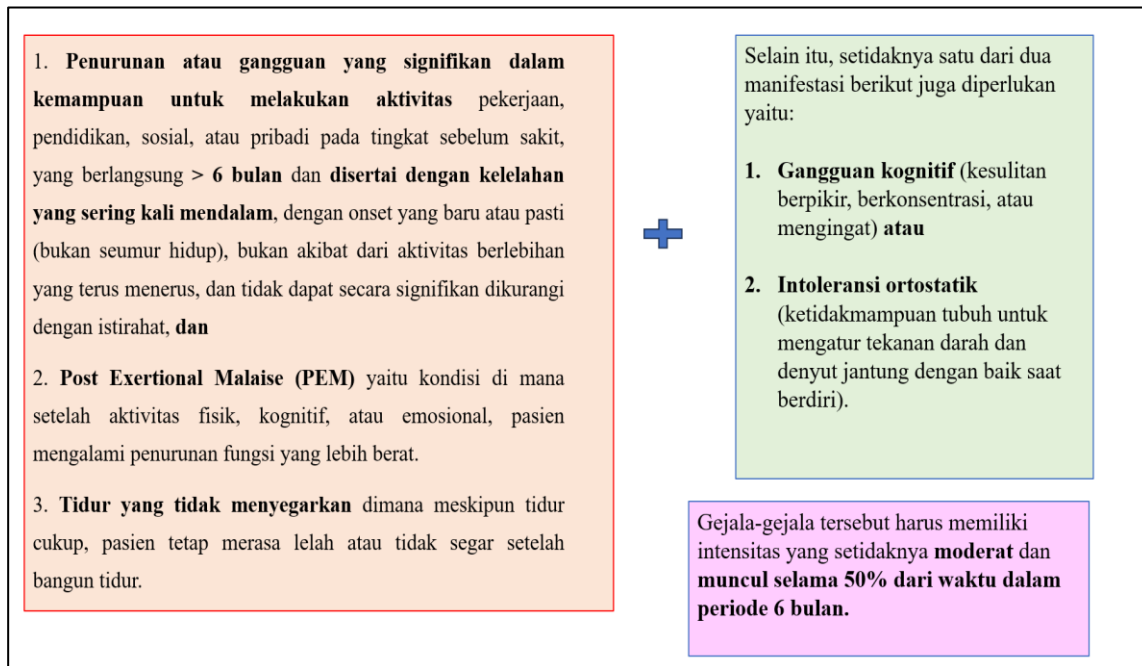 1. Penurunan atau gangguan yang signifikan dalam
kemampuan untuk melakukan aktivitas pekerjaan,
pendidikan, sosial, atau pribadi pada tingkat sebelum sakit,
yang berlangsung > 6 bulan dan disertai dengan kelelahan
yang sering kali mendalam, dengan onset yang baru atau pasti
(bukan seumur hidup), bukan akibat dari aktivitas berlebihan
yang terus menerus, dan tidak dapat secara signifikan dikurangi
dengan istirahat, dan
2. Post Exertional Malaise (PEM) yaitu kondisi di mana
setelah aktivitas fisik, kognitif, atau emosional, pasien
mengalami penurunan fungsi yang lebih berat.
3. Tidur yang tidak menyegarkan dimana meskipun tidur
cukup, pasien tetap merasa lelah atau tidak segar setelah
bangun tidur.
Selain itu, setidaknya satu dari dua
manifestasi berikut juga diperlukan
yaitu:
1. Gangguan kognitif (kesulitan
berpikir, berkonsentrasi, atau
mengingat) atau
2. Intoleransi ortostatik
(ketidakmampuan tubuh untuk
mengatur tekanan darah dan
denyut jantung dengan baik saat
berdiri).
Gejala-gejala tersebut harus memiliki
intensitas yang setidaknya moderat dan
muncul selama 50% dari waktu dalam
periode 6 bulan.